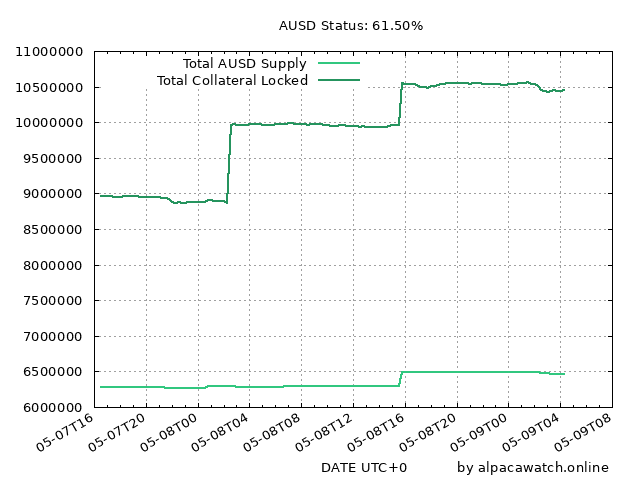 AUSD Status: 61.50%
Total AUSD Supply
Total Collateral Locked
11000000
10500000
10000000
9500000
9000000
8500000
8000000
7500000
7000000
6500000
6000000
05-07T16
05-07T20
05-08T00
05-08T04
05-08T08
05-08T12
05-08T16
05-08T20
05-09T00
05-09T04
05-09T08
DATE UTC+0
by alpacawatch.online